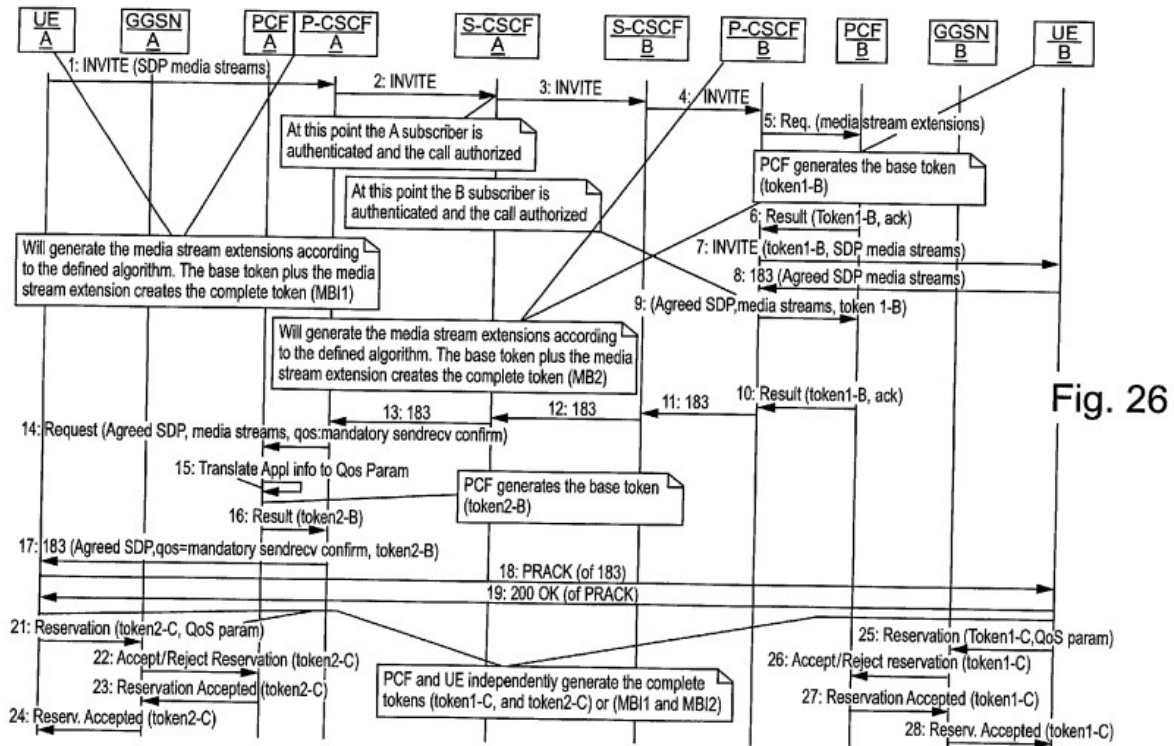 UE
A
GGSN
A
PCF
A
P-CSCF
A
S-CSCF
A
S-CSCF
B
P-CSCF
B
PCF
B
GGSN
B
UE
B
1: INVITE (SDP media streams)
2: INVITE
3: INVITE
4: INVITE
5: Req. (media stream extensions)
At this point the A subscriber is
authenticated and the call authorized
PCF generates the base token
(token1-B)
At this point the B subscriber is
authenticated and the call authorized
6: Result (Token1-B, ack)
7: INVITE (token1-B, SDP media streams)
Will generate the media stream extensions according
to the defined algorithm. The base token plus the media
stream extension creates the complete token (MBI1)
8: 183 (Agreed SDP media streams)
9: (Agreed SDP,media streams, token 1-B)
Will generate the media stream extensions according
to the defined algorithm. The base token plus the media
stream extension creates the complete token (MB2)
10: Result (token1-B, ack)
11: 183
12: 183
13: 183
Fig. 26
14: Request (Agreed SDP, media streams, qos:mandatory sendrecv confirm)
15: Translate Appl info to Qos Param
PCF generates the base token
(token2-B)
16: Result (token2-B)
17: 183 (Agreed SDP,qos=mandatory sendrecv confirm, token2-B)
18: PRACK (of 183)
19: 200 OK (of PRACK)
21: Reservation (token2-C, QoS param)
22: Accept/Reject Reservation (token2-C)
23: Reservation Accepted (token2-C)
24: Reserv. Accepted (token2-C)
PCF and UE independently generate the complete
tokens (token1-C, and token2-C) or (MBI1 and MBI2)
25: Reservation (Token1-C,QoS param)
26: Accept/Reject reservation (token1-C)
27: Reservation Accepted (token1-C)
28: Reserv. Accepted (token1-C)